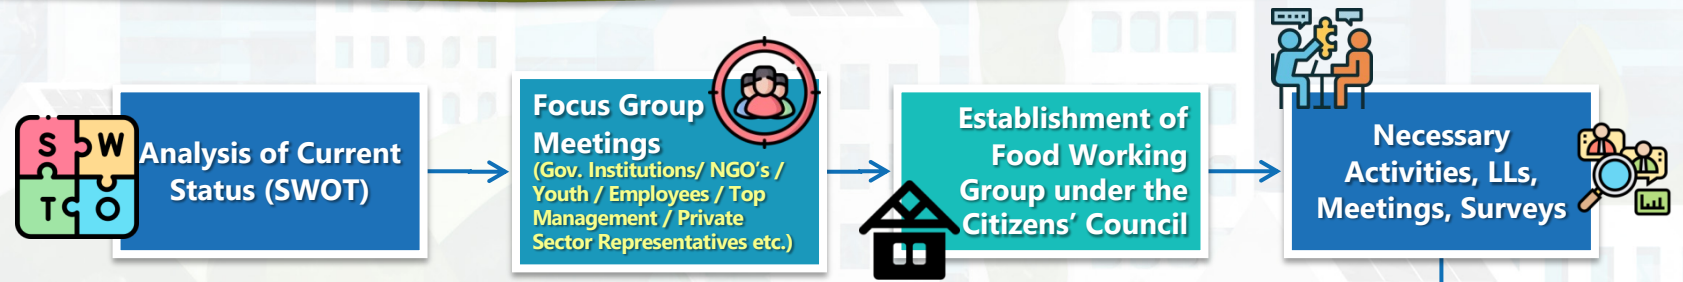 S W
T O
Analysis of Current
Status (SWOT)
Focus Group
Meetings
(Gov. Institutions/ NGO's /
Youth / Employees / Top
Management / Private
Sector Representatives etc.)
Establishment of
Food Working
Group under the
Citizens' Council
Necessary
Activities, LLs,
Meetings, Surveys